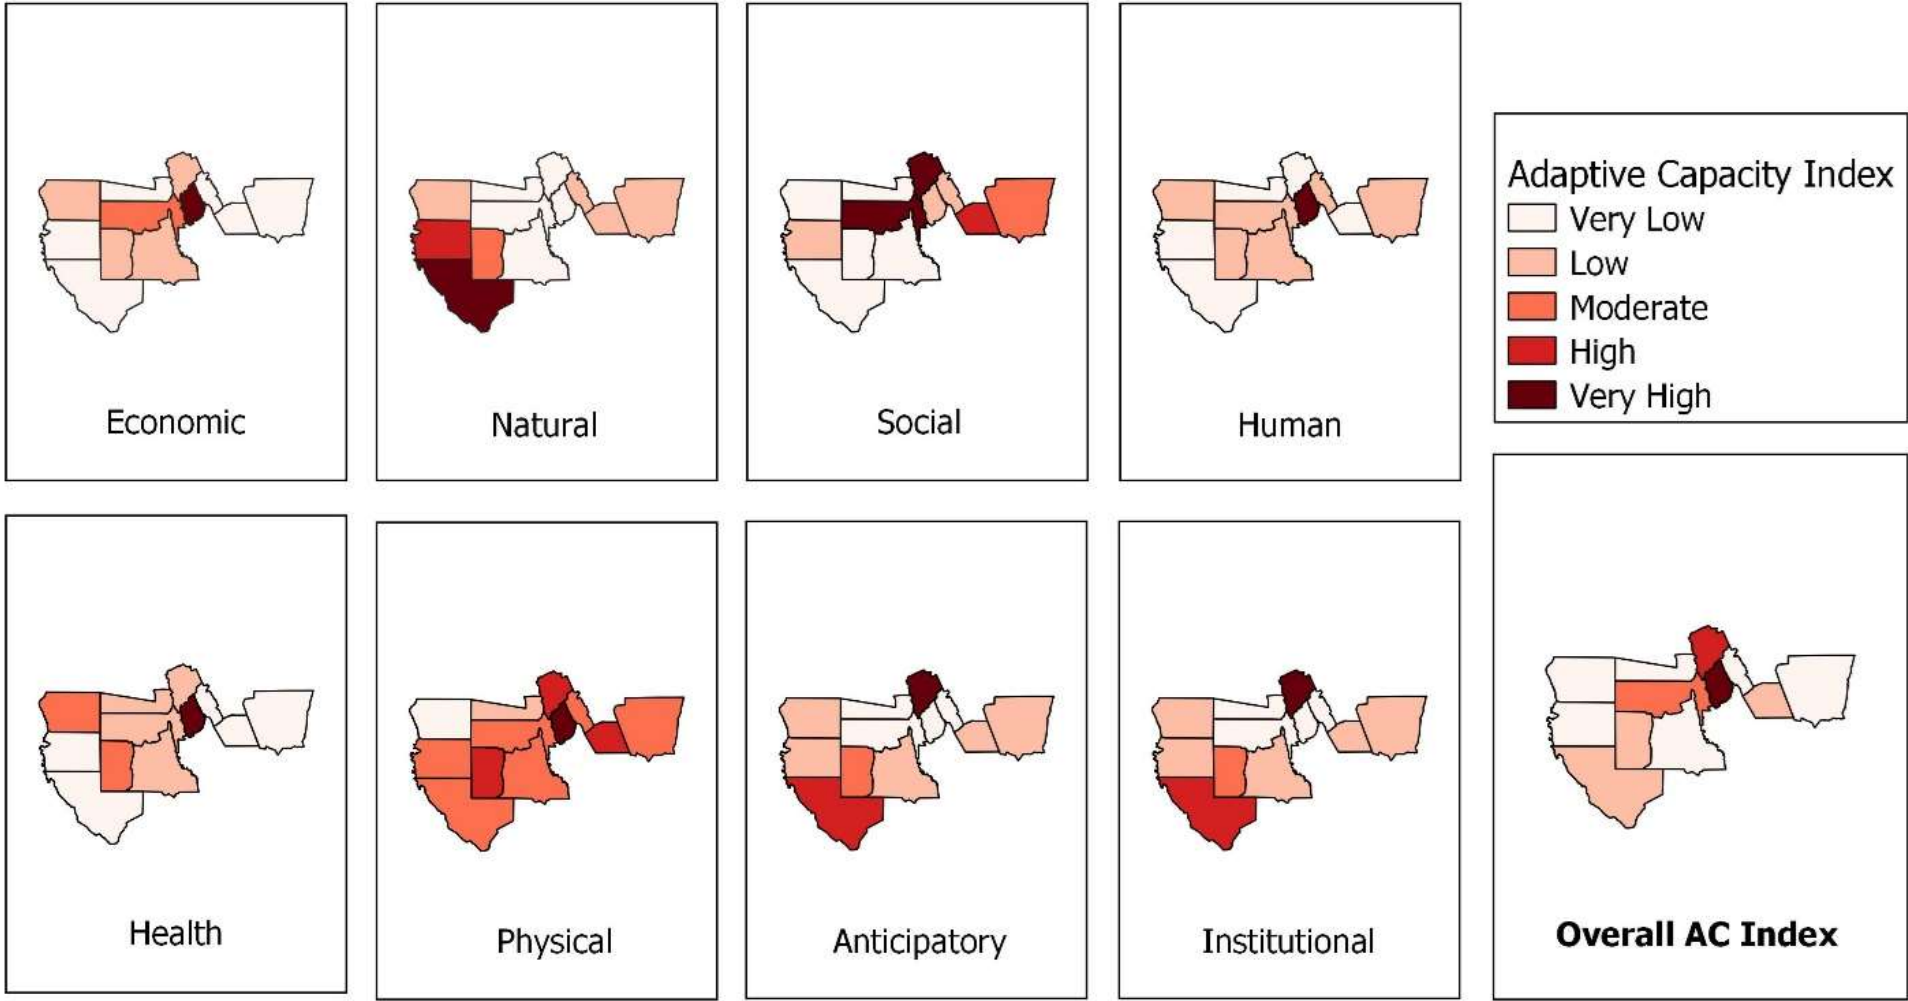 Economic
Natural
Social
Human
Adaptive Capacity Index
Very Low
Low
Moderate
High
Very High
Health
Physical
Anticipatory
Institutional
Overall AC Index